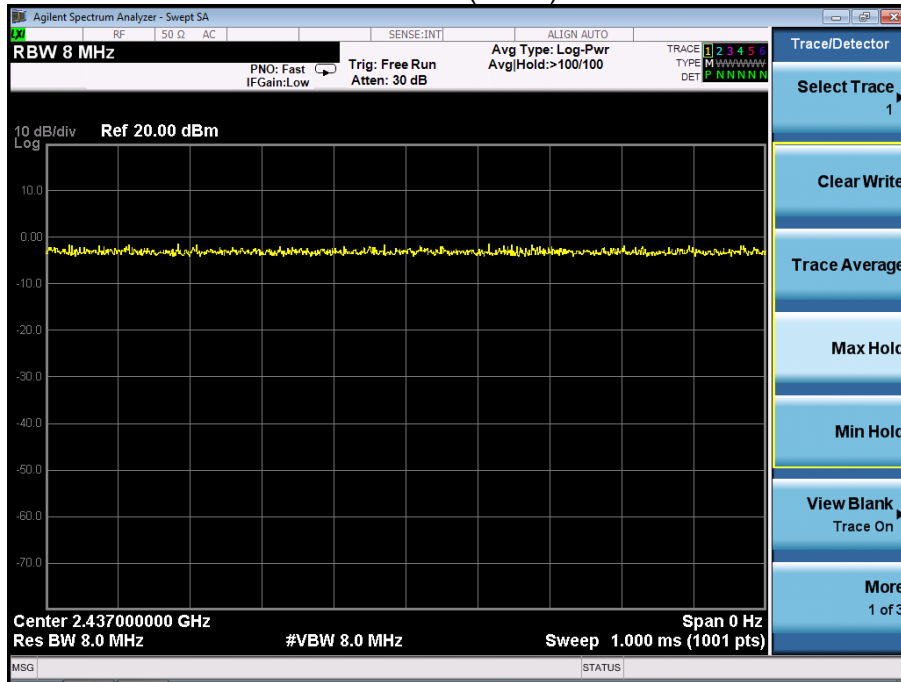 Agilent Spectrum Analyzer - Swept SA
LXI RF 50 Ω AC SENSE:INT ALIGN AUTO
RBW 8 MHz
PNO: Fast
IFGain:Low
Trig: Free Run
Atten: 30 dB
Avg Type: Log-Pwr
Avg|Hold:>100/100
TRACE 1 2 3 4 5 6
TYPE M WWWWW
DET P N N N N N
10 dB/div Ref 20.00 dBm
Log
10.0
0.00
-10.0
-20.0
-30.0
-40.0
-50.0
-60.0
-70.0
Center 2.437000000 GHz Span 0 Hz
Res BW 8.0 MHz #VBW 8.0 MHz Sweep 1.000 ms (1001 pts)
MSG STATUS
Trace/Detector
Select Trace
1
Clear Write
Trace Average
Max Hold
Min Hold
View Blank
Trace On
More
1 of 3